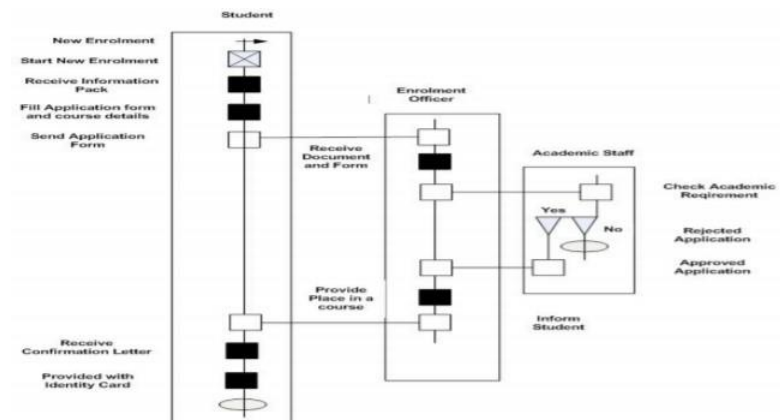 Student
New Enrolment
Start New Enrolment
Receive Information
Pack
Fill Application form
and course details
Send Application
Form
Enrolment
Officer
Receive
Document
and Form
Academic Staff
Check Academic
Reqirement
Yes
No
Rejected
Application
Approved
Application
Provide
Place in a
course
Inform
Student
Receive
Confirmation Letter
Provided with
Identity Card